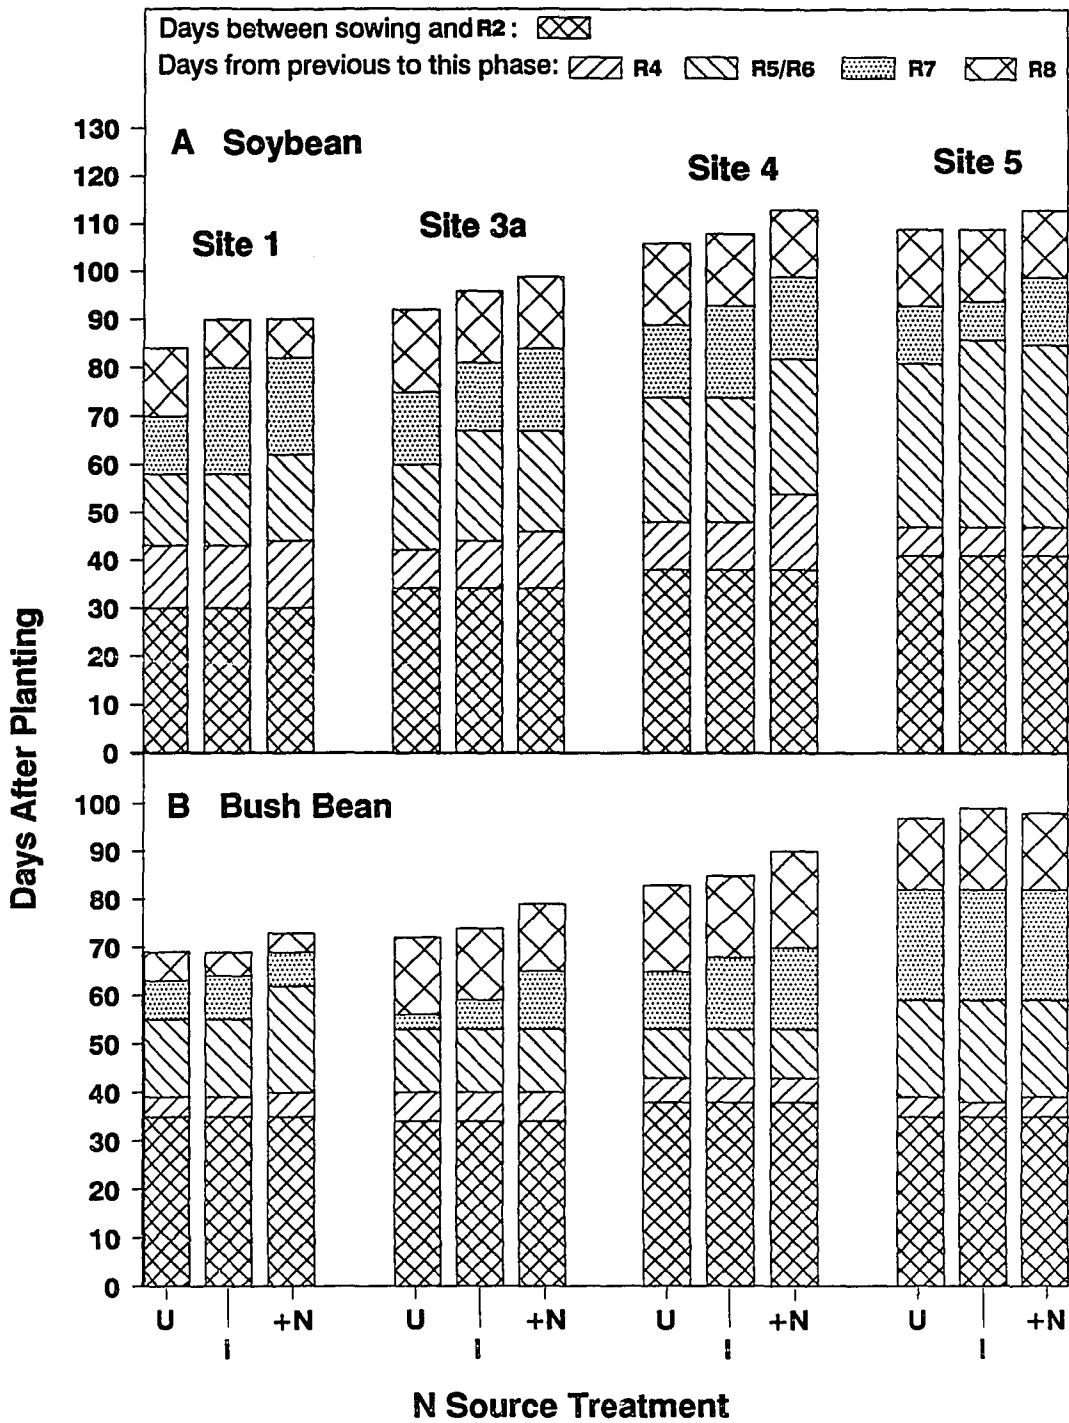 Days between sowing and R2 :
Days from previous to this phase: R4 R5/R6 R7 R8
A Soybean
Site 1
Site 3a
Site 4
Site 5
130
120
110
100
90
80
70
60
50
40
30
20
10
0
B Bush Bean
100
90
80
70
60
50
40
30
20
10
0
Days After Planting
U I +N U I +N U I +N U I +N
N Source Treatment